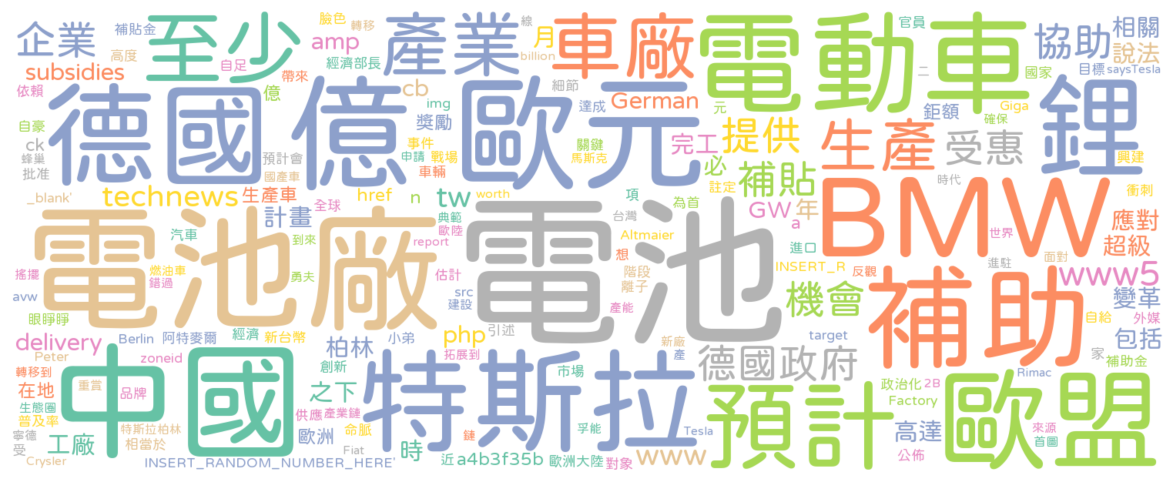 企業 補貼金 至少 產業 線 車廠 電動車 官員 協助 相關
臉色 轉移
高度 自足 amp 月 billion 說法
subsidies 經濟部長 細節 目標 saysTesla
依賴 帶來 億 cb 二 國家
德國 億 歐元 German 鉅額 Giga 鋰
img 達成 元
自豪 獎勵 提供 生產 確保
ck 事件 關鍵 完工 受惠 興建
蜂巢 預計會 申請 戰場 馬斯克 必
批准 國產車 車輛 補貼 時代
_blank' technews 生產車 href n tw worth 項 註定 BMW 衝刺
計畫 全球 典範 台灣 為首 GW 年 應對
電池廠 電池 歐陸 a 超級
汽車 到來 report Altmaier 進口 世界
搖擺 燃油車 估計 想 階段 INSERT_R 反觀 進駐 面對 www5
avw 錯過 勇夫 src 離子 機會 補助 變革
眼睜睜 建設 產能 自給 外媒
delivery Berlin 阿特麥爾 經濟 新台幣 小弟 php 引述 新廠 target 包括
Peter zoneid 柏林 拓展到 產 德國政府 家 補助金
轉移到 中國 創新 特斯拉 市場 預計 政治化 2B Rimac 歐盟
在地 重言 品牌 之下 Factory
生態圈 供應 產業鏈 來源
普及率 特斯拉柏林 命脈 時 鏈 孚能 Tesla 高達 首圖
寧德 工廠 相當於 歐洲 www
受 Fiat 公佈
Crysler INSERT_RANDOM_NUMBER_HERE' 近 a4b3f35b 歐洲大陸 對象